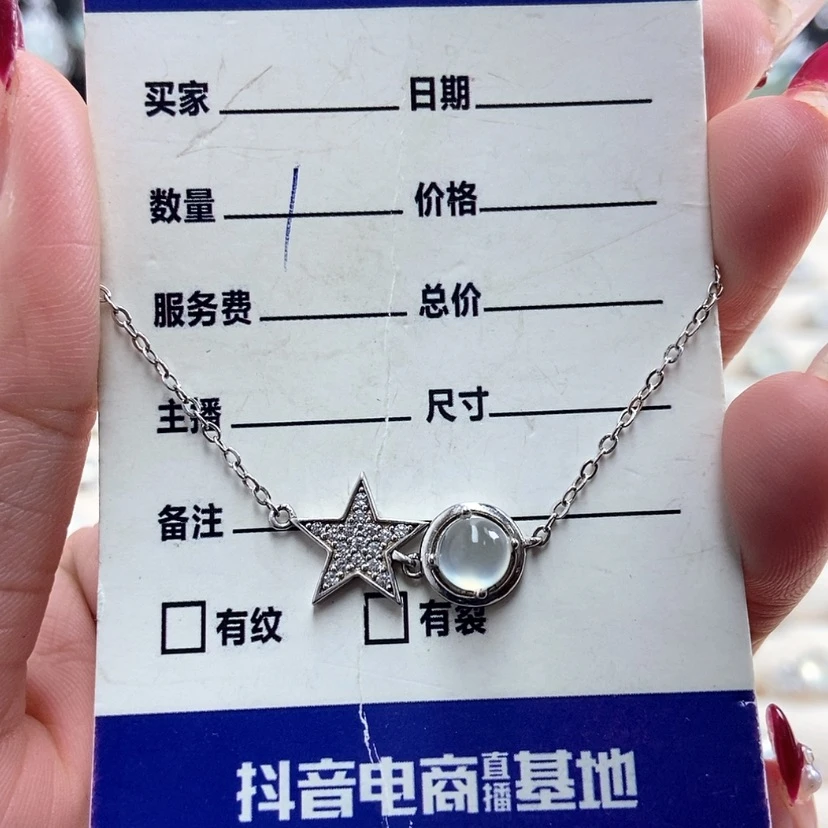 买家 日期
数量 价格
服务费 总价
主播 尺寸
备注
有纹 有裂
抖音电商直播基地